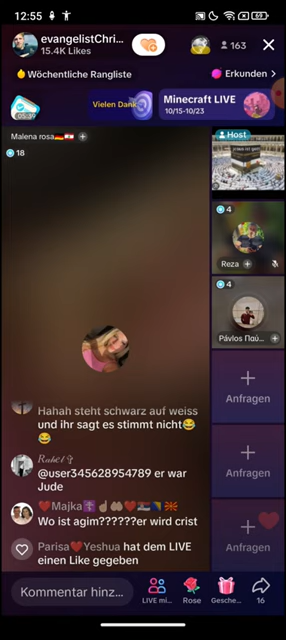 12:55
69
evangelistChri...
15.4K Likes
163
Wöchentliche Rangliste
Erkunden >
05:39
Vielen Dank
Minecraft LIVE
10/15-10/23
Malena rosa🇩🇪🇱🇧 +
18
Host
4
Reza +
4
Pávlos Παύ... +
+
Anfragen
+
Anfragen
+
Anfragen
Hahah steht schwarz auf weiss
und ihr sagt es stimmt nicht😂
😂
@user345628954789 er war
Jude
Wo ist agim??????er wird crist
Parisa❤️Yeshua hat dem LIVE
einen Like gegeben
Kommentar hinz...
LIVE mi...
Rose
Gesche...
16